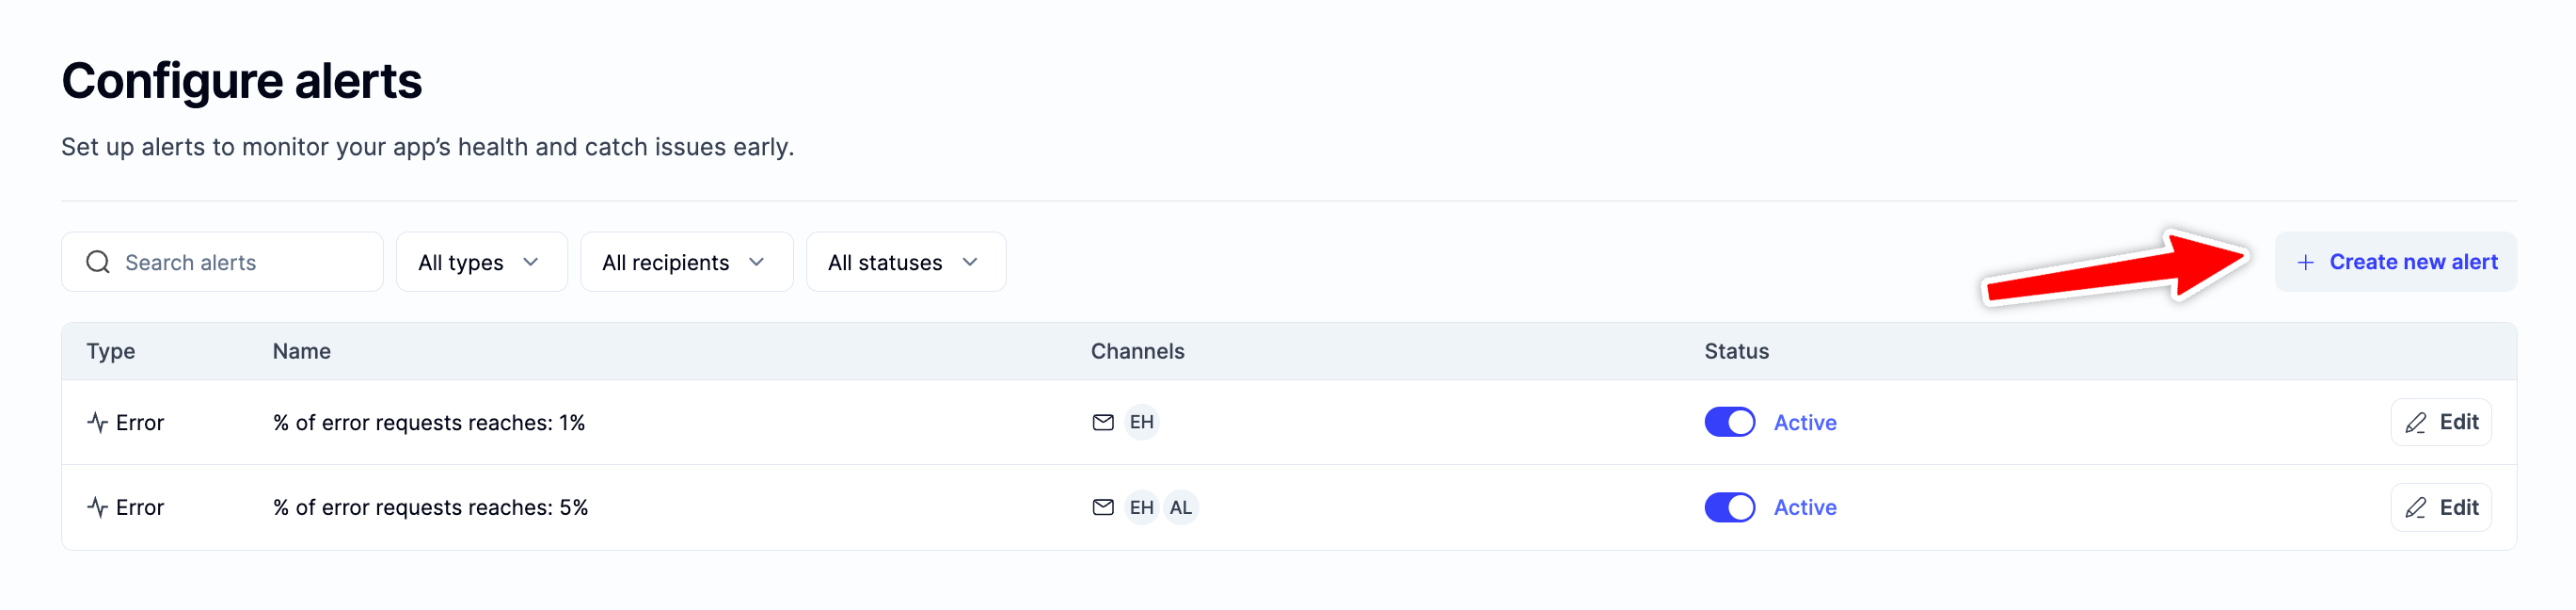 Configure alerts
Set up alerts to monitor your app’s health and catch issues early.
Search alerts All types All recipients All statuses + Create new alert
Type Name Channels Status
Error % of error requests reaches: 1% EH Active Edit
Error % of error requests reaches: 5% EH AL Active Edit